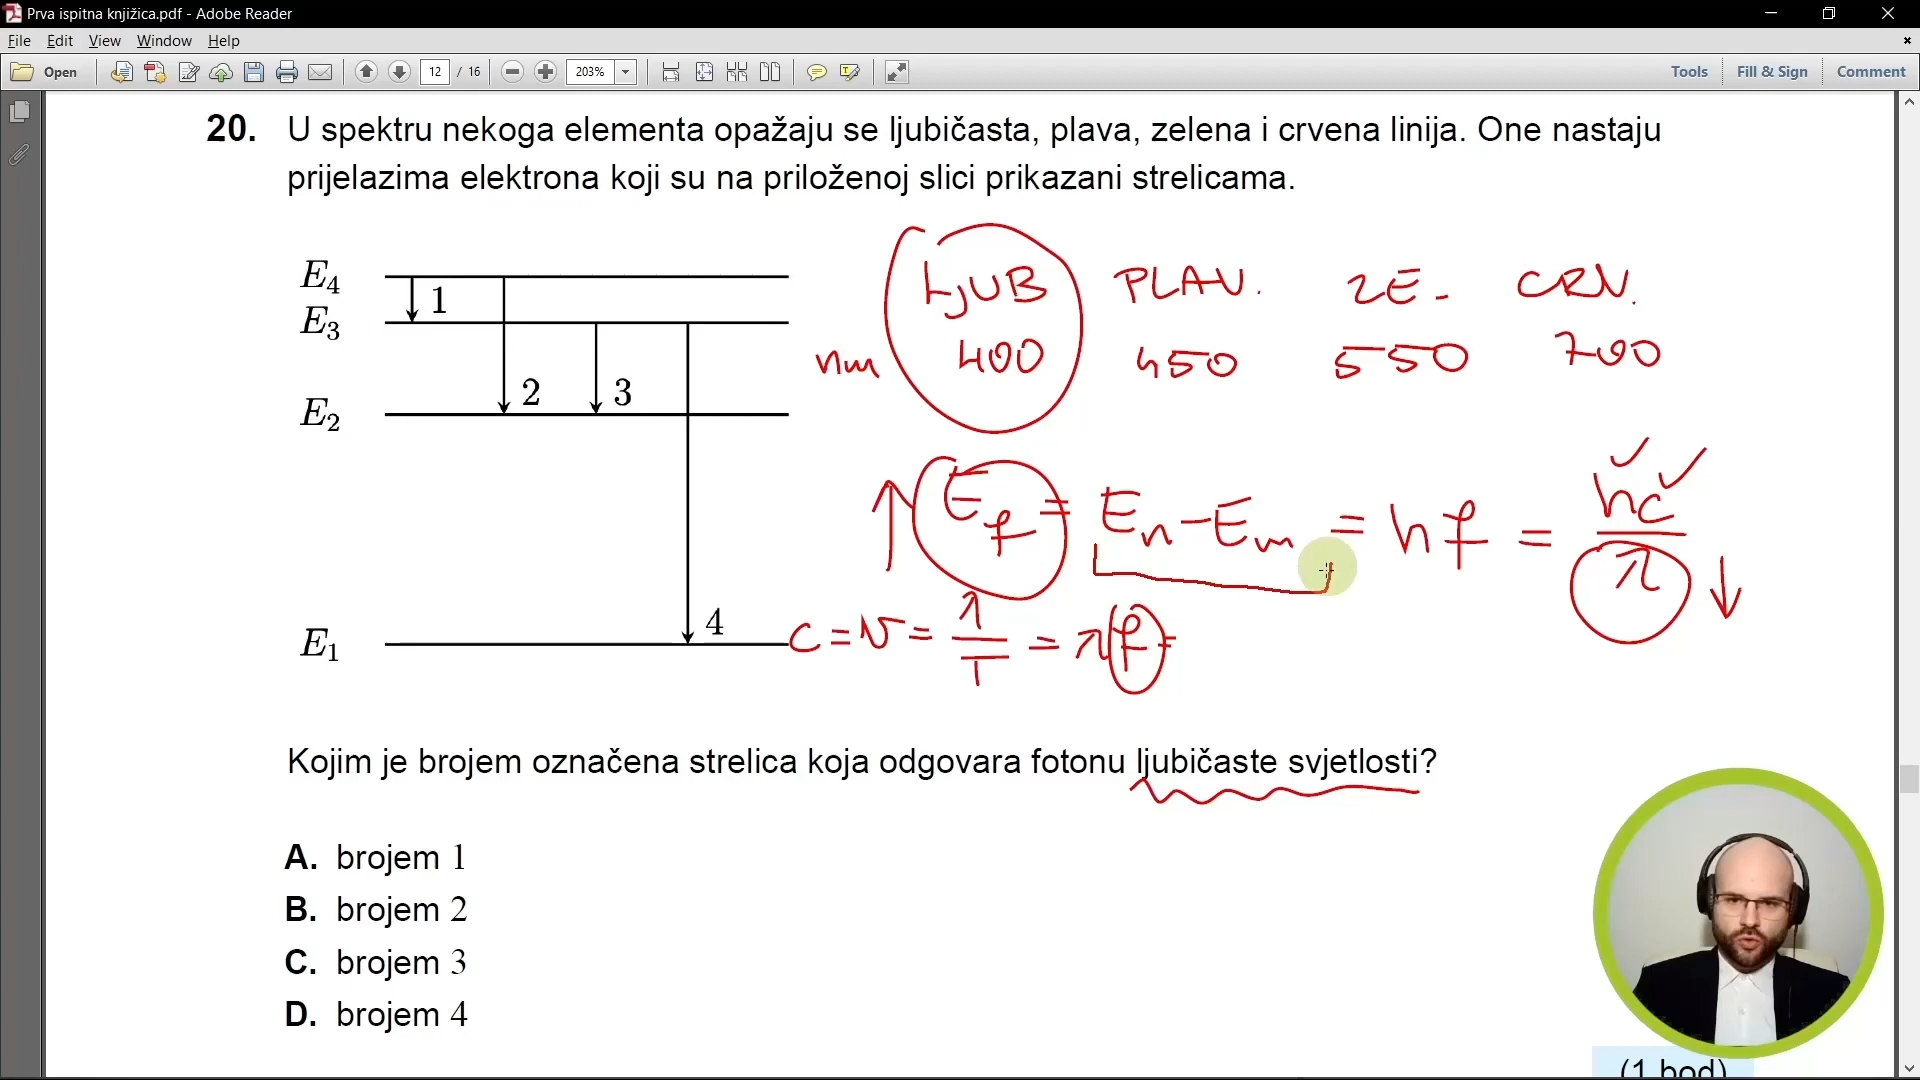 Prva ispitna knjižica.pdf - Adobe Reader
File Edit View Window Help
Open 12 / 16 203% Tools Fill & Sign Comment
20. U spektru nekoga elementa opažaju se ljubičasta, plava, zelena i crvena linija. One nastaju
prijelazima elektrona koji su na priloženoj slici prikazani strelicama.
E4
1
E3
2 3
E2
4
E1
LJUB PLAV. ZE. CRV.
nm 400 450 550 700
Ef = En - Em = hf = hc/λ
c = v = λ/T = λf =
Kojim je brojem označena strelica koja odgovara fotonu ljubičaste svjetlosti?
A. brojem 1
B. brojem 2
C. brojem 3
D. brojem 4
(1 bod)